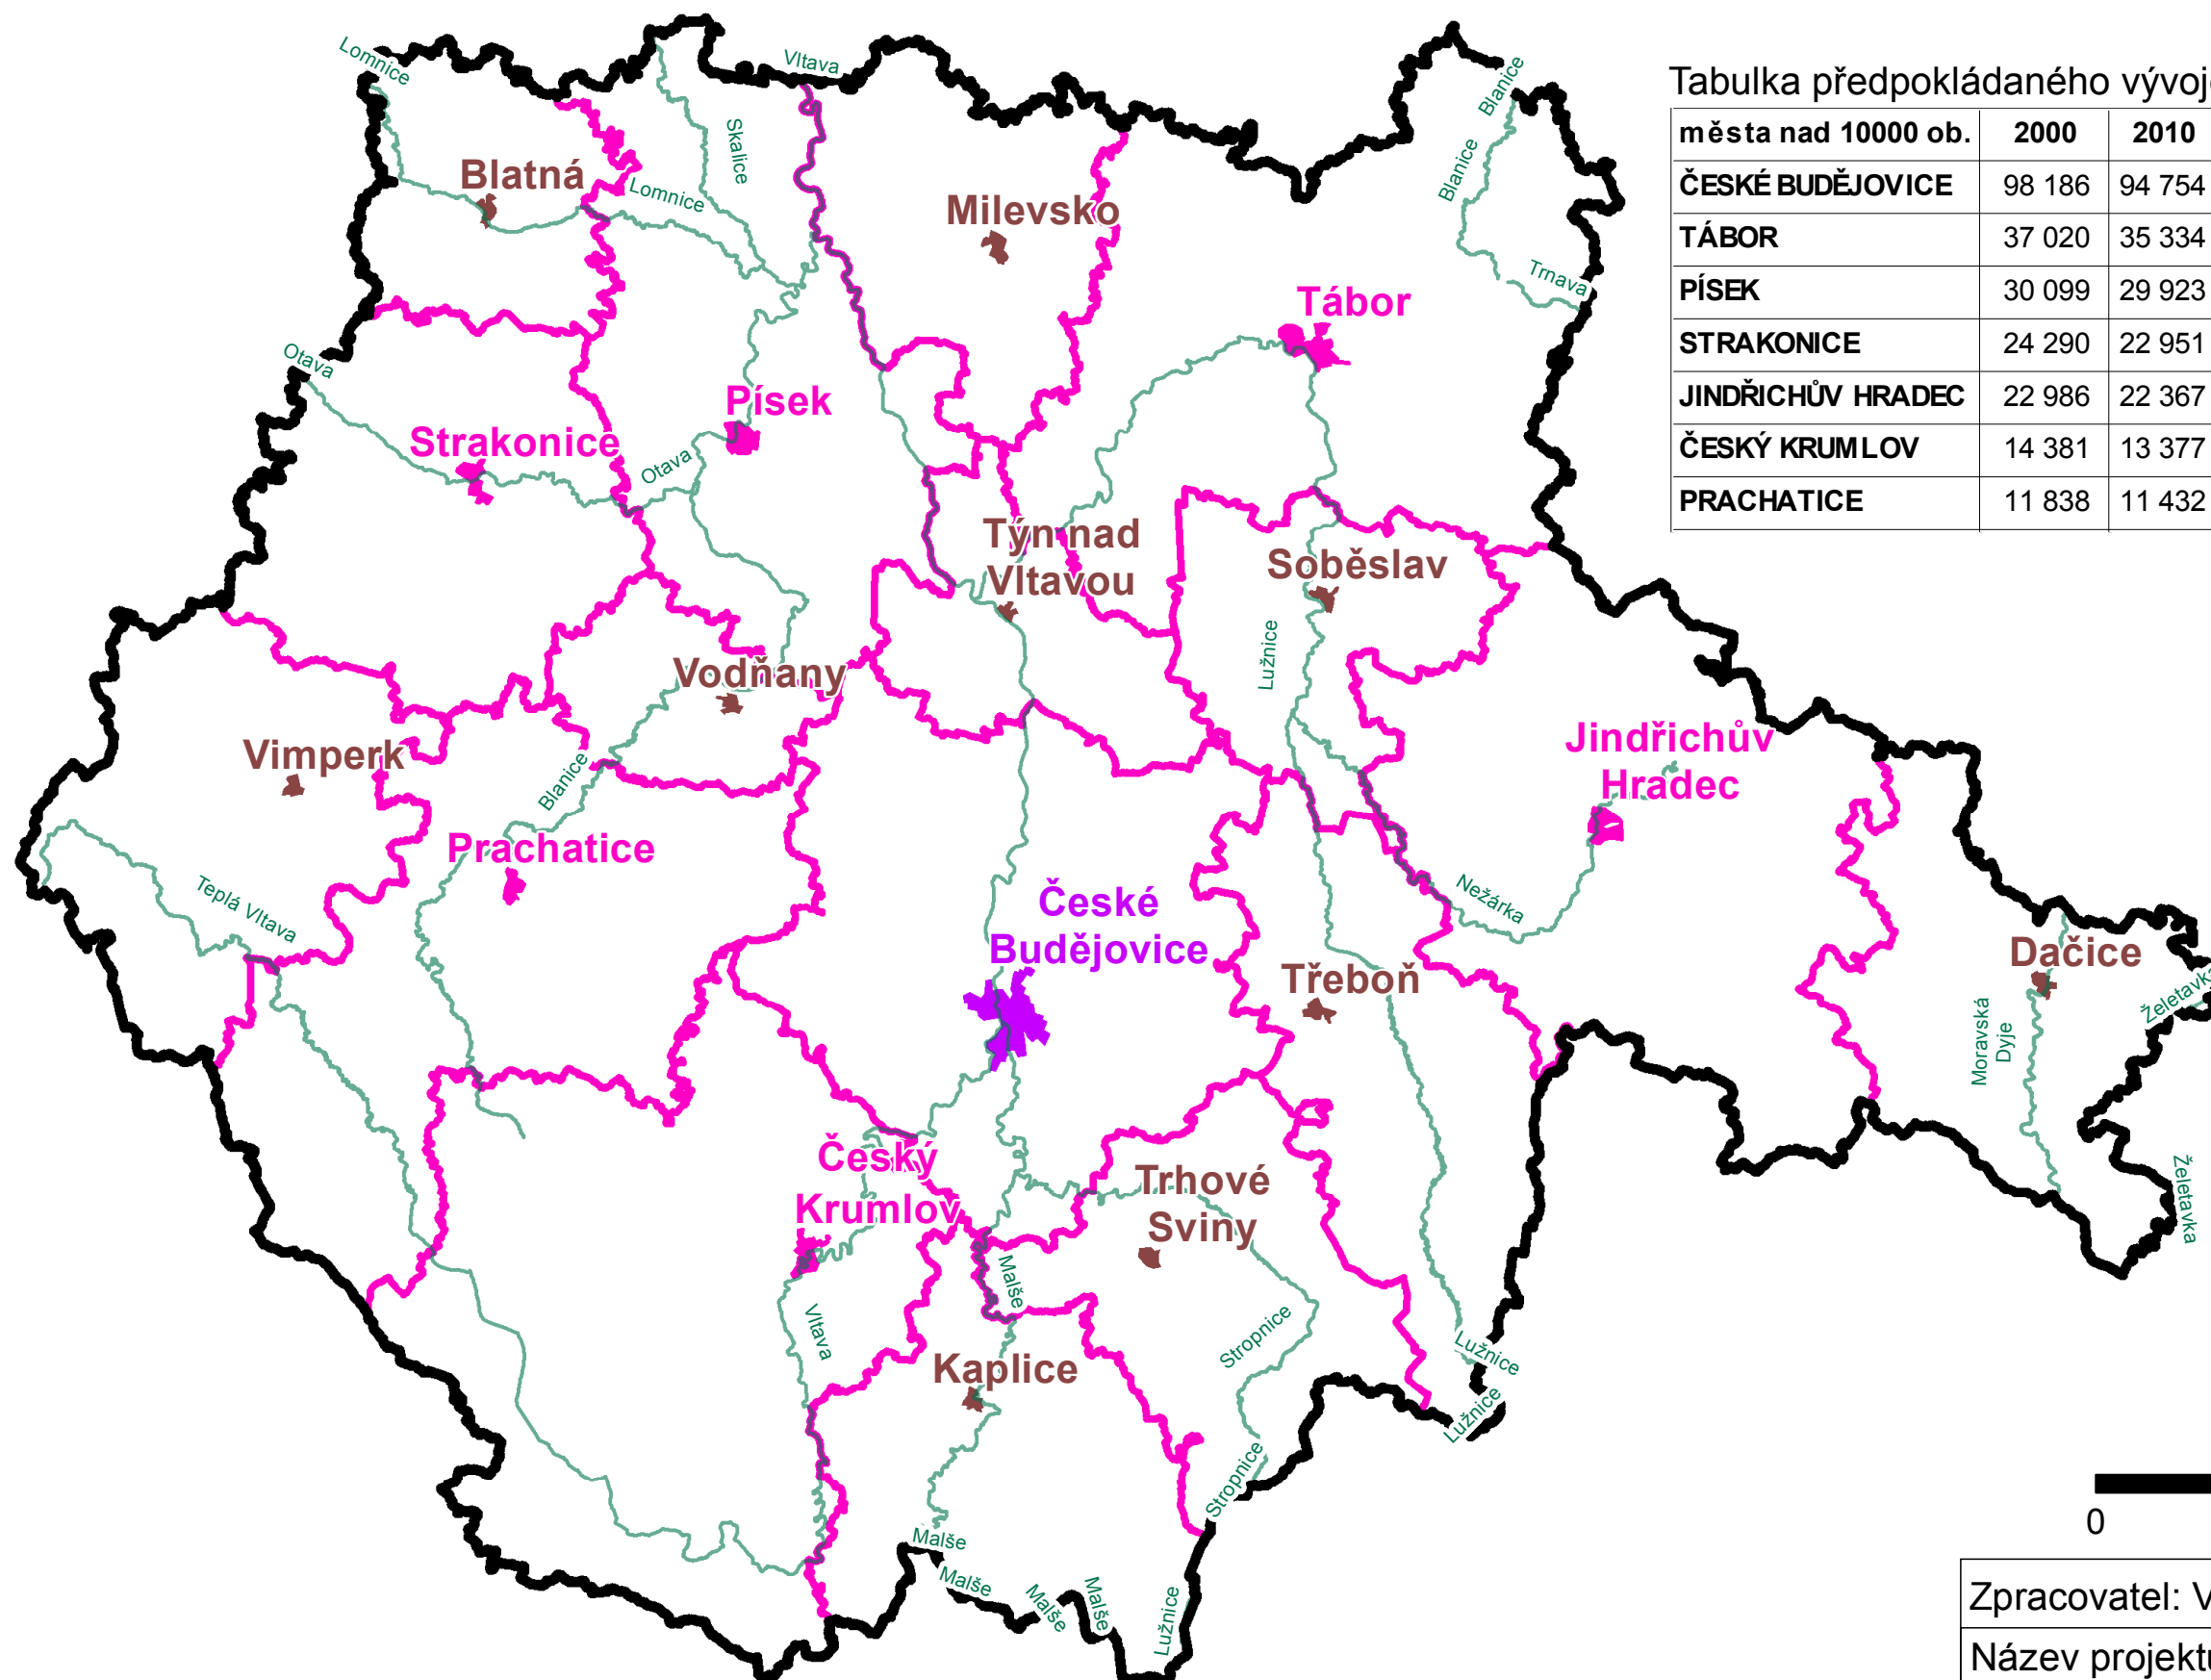 Tabulka předpokládaného vývoj
města nad 10000 ob. 2000 2010
ČESKÉ BUDĚJOVICE 98 186 94 754
TÁBOR 37 020 35 334
PÍSEK 30 099 29 923
STRAKONICE 24 290 22 951
JINDŘICHŮV HRADEC 22 986 22 367
ČESKÝ KRUMLOV 14 381 13 377
PRACHATICE 11 838 11 432
Lomnice
Vltava
Blanice
Skalice
Blatná
Lomnice
Milevsko
Blanice
Trnava
Tábor
Otava
Písek
Strakonice
Otava
Týn nad
Vltavou
Soběslav
Lužnice
Vodňany
Vimperk
Blanice
Jindřichův
Hradec
Prachatice
Teplá Vltava
Nežárka
České
Budějovice
Třeboň
Dačice
Želetavka
Moravská
Dyje
Český
Krumlov
Trhové
Sviny
Želetavka
Malše
Vltava
Stropnice
Kaplice
Lužnice
Lužnice
Stropnice
Malše
Malše
Malše
Malše
Lužnice
0
Zpracovatel: V
Název projektu